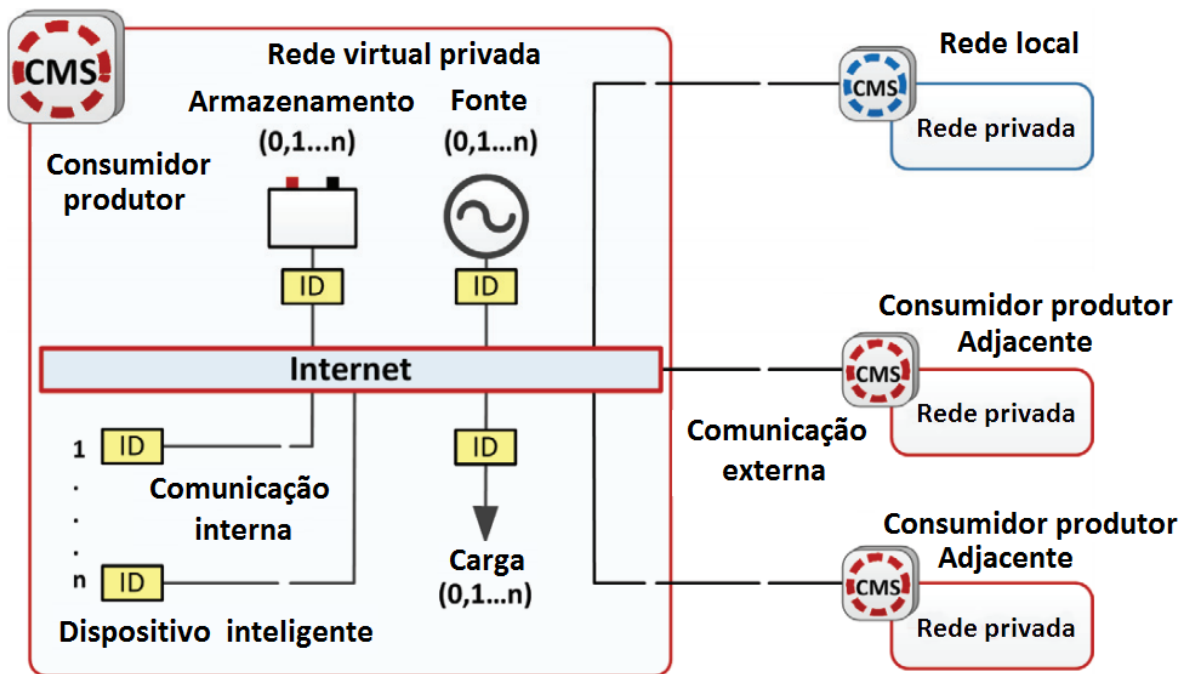 CMS
Rede virtual privada
Armazenamento
(0,1...n)
Fonte
(0,1...n)
Consumidor
produtor
ID
ID
Internet
1
ID
.
.
.
n
ID
Comunicação
interna
Dispositivo inteligente
ID
Carga
(0,1...n)
Comunicação
externa
Rede local
CMS
Rede privada
Consumidor produtor
Adjacente
CMS
Rede privada
Consumidor produtor
Adjacente
CMS
Rede privada